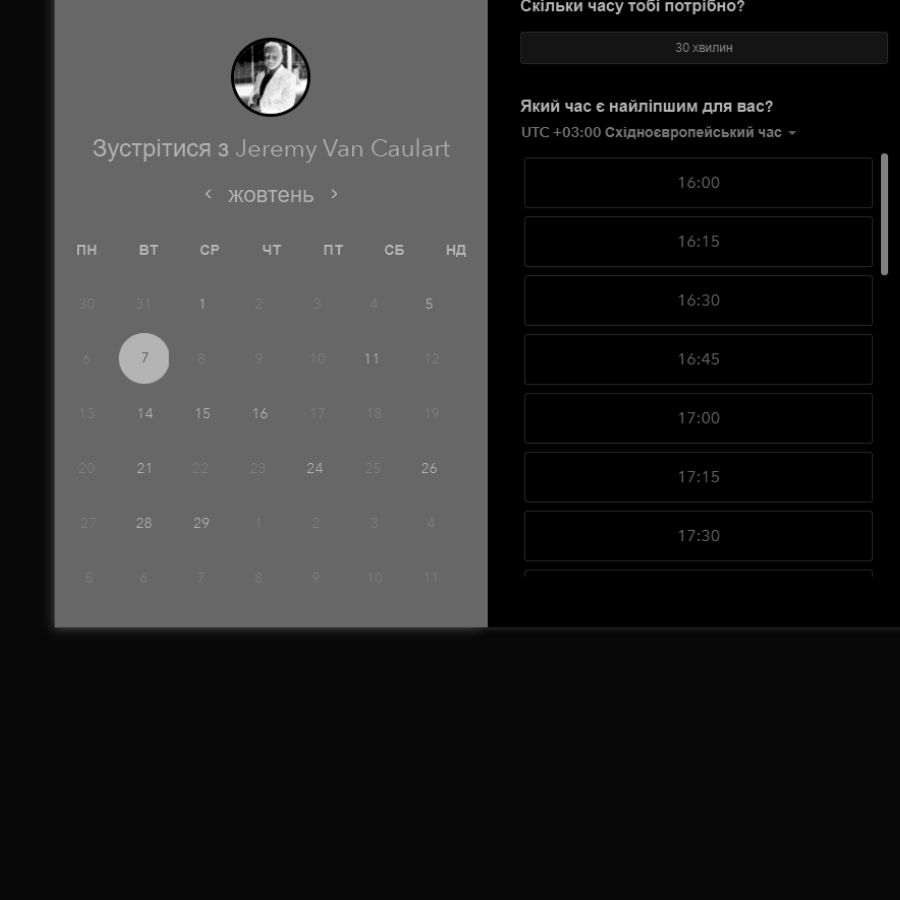 Зустрітися з Jeremy Van Caulart
жовтень
ПН ВТ СР ЧТ ПТ СБ НД
30 31 1 2 3 4 5
6 7 8 9 10 11 12
13 14 15 16 17 18 19
20 21 22 23 24 25 26
27 28 29 1 2 3 4
5 6 7 8 9 10 11
Скільки часу тобі потрібно?
30 хвилин
Який час є найліпшим для вас?
UTC +03:00 Східноєвропейський час
16:00
16:15
16:30
16:45
17:00
17:15
17:30